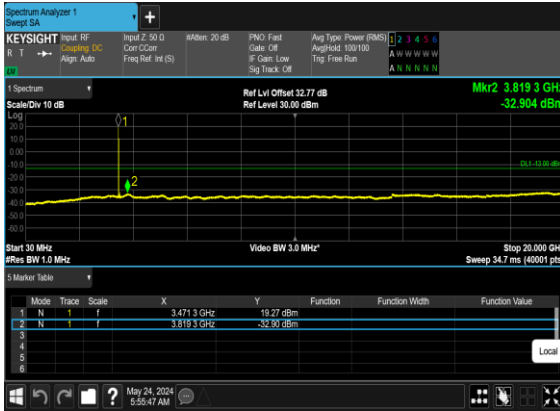 Spectrum Analyzer 1
Swept SA
+
KEYSIGHT
R T
LXI
Input: RF
Coupling: DC
Align: Auto
Input Z: 50 Ω
Corr CCorr
Freq Ref: Int (S)
#Atten: 20 dB
PNO: Fast
Gate: Off
IF Gain: Low
Sig Track: Off
Avg Type: Power (RMS)
Avg|Hold: 100/100
Trig: Free Run
1 2 3 4 5 6
A W W W W W
A N N N N N
1 Spectrum
Scale/Div 10 dB
Ref Lvl Offset 32.77 dB
Ref Level 30.00 dBm
Mkr2 3.819 3 GHz
-32.904 dBm
Log
20.0
10.0
0.00
-10.0
-20.0
-30.0
-40.0
-50.0
-60.0
1
2
DL1 -13.00 dBm
Start 30 MHz
#Res BW 1.0 MHz
Video BW 3.0 MHz*
Stop 20.000 GHz
Sweep 34.7 ms (40001 pts)
5 Marker Table
Mode Trace Scale X Y Function Function Width Function Value
1 N 1 f 3.471 3 GHz 19.27 dBm
2 N 1 f 3.819 3 GHz -32.90 dBm
3
4
5
6
Local
?
May 24, 2024
5:55:47 AM